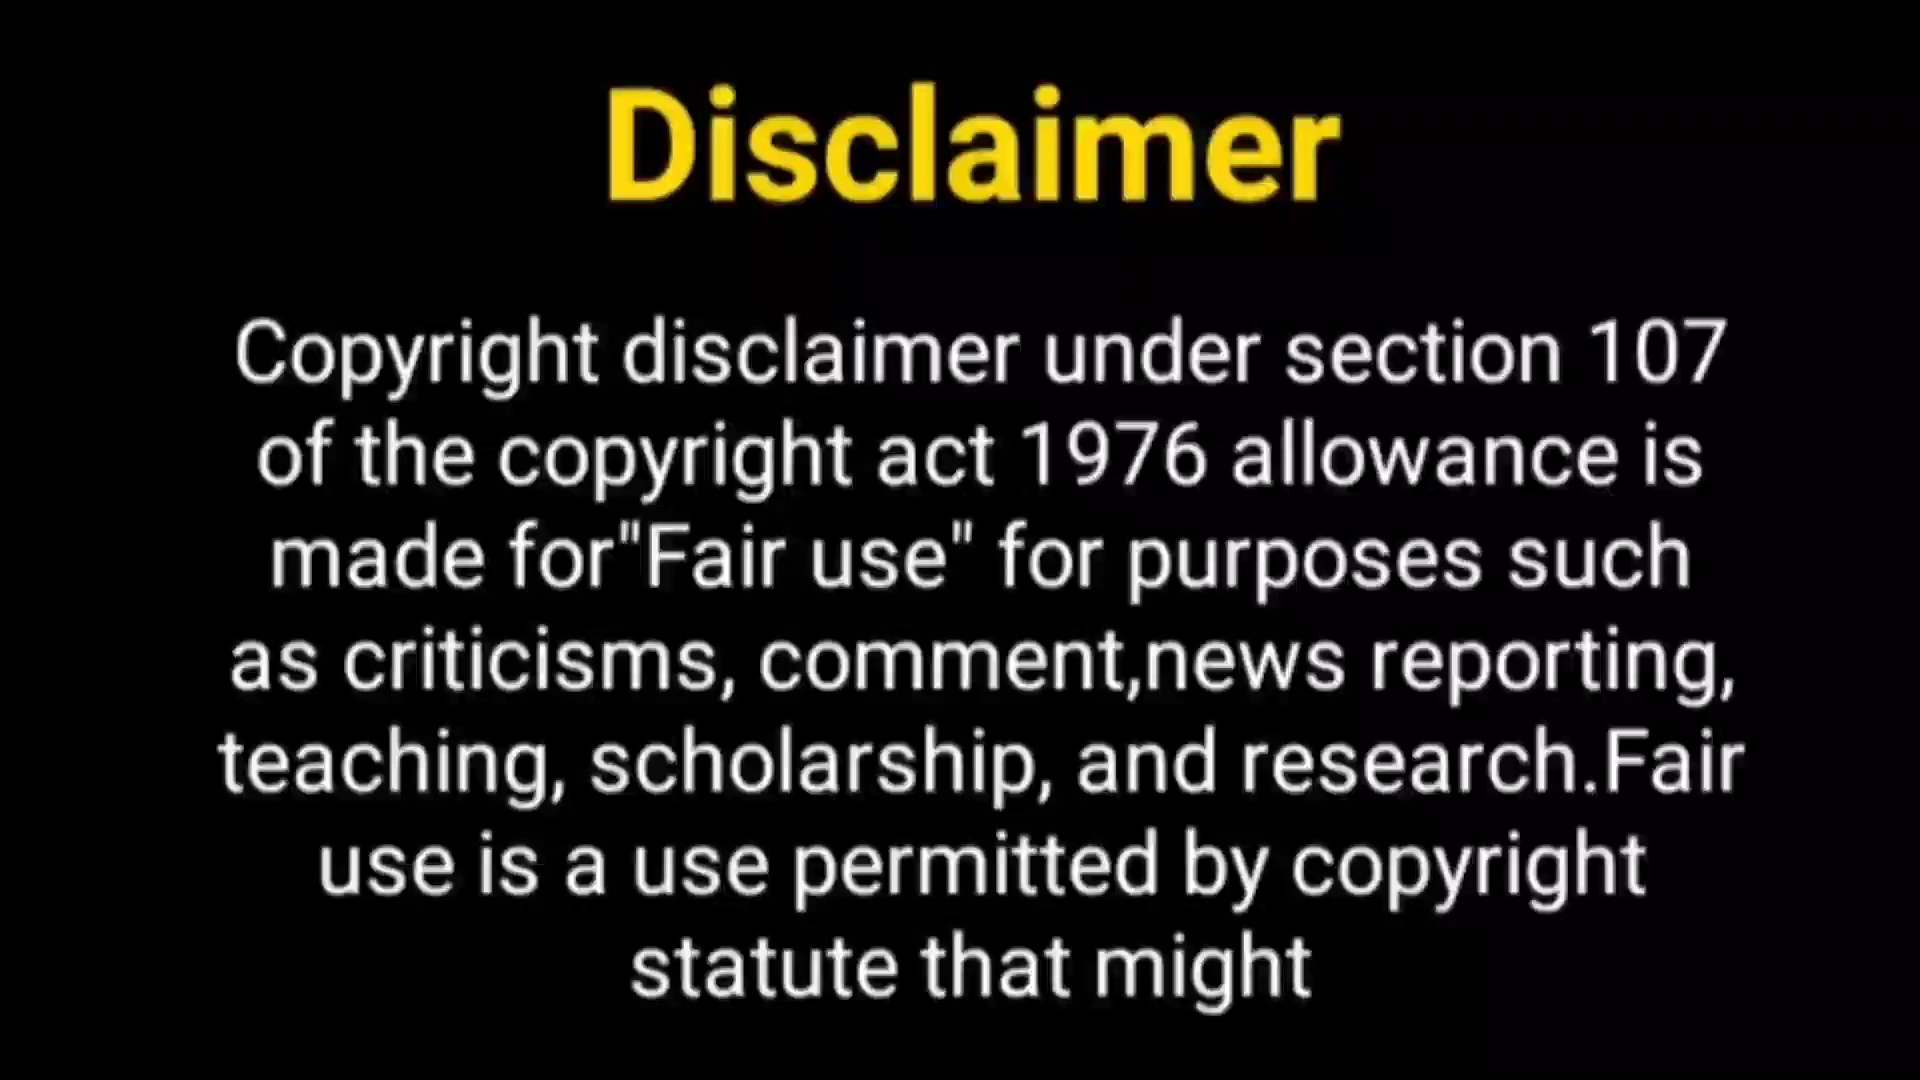 Disclaimer
Copyright disclaimer under section 107
of the copyright act 1976 allowance is
made for"Fair use" for purposes such
as criticisms, comment,news reporting,
teaching, scholarship, and research.Fair
use is a use permitted by copyright
statute that might